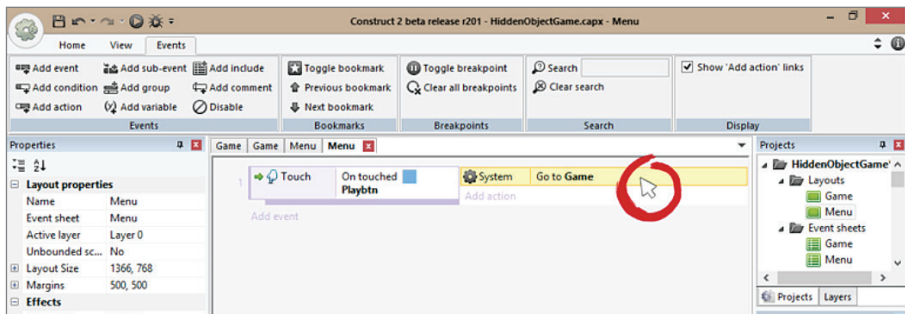 Construct 2 beta release r201 - HiddenObjectGame.capx - Menu
Home View Events
Add event Add sub-event Add include Toggle bookmark Toggle breakpoint Search Show 'Add action' links
Add condition Add group Add comment Previous bookmark Clear all breakpoints Clear search
Add action Add variable Disable Next bookmark
Events Bookmarks Breakpoints Search Display
Properties Game Game Menu Menu Projects
Layout properties 1 Touch On touched System Go to Game HiddenObjectGame'
Playbtn Layouts
Name Menu Add action Game
Event sheet Menu Add event Menu
Active layer Layer 0 Event sheets
Unbounded sc... No Game
Layout Size 1366, 768 Menu
Margins 500, 500
Effects Projects Layers